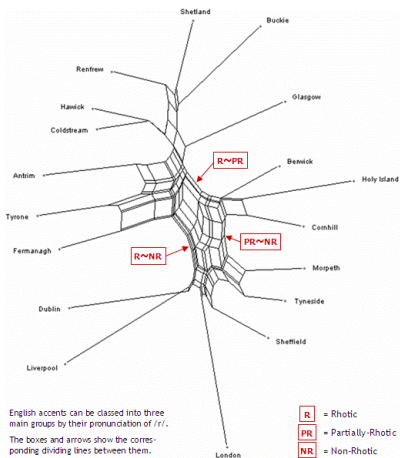 Shetland
Buckie
Renfrew
Glasgow
Hawick
Coldstream
R~PR
Berwick
Antrim
Holy Island
Tyrone
Cornhill
PR~NR
Fermanagh
R~NR
Morpeth
Tyneside
Dublin
Sheffield
Liverpool
English accents can be classed into three
main groups by their pronunciation of /r/.
The boxes and arrows show the corres-
ponding dividing lines between them.
R = Rhotic
PR = Partially-Rhotic
NR = Non-Rhotic
London